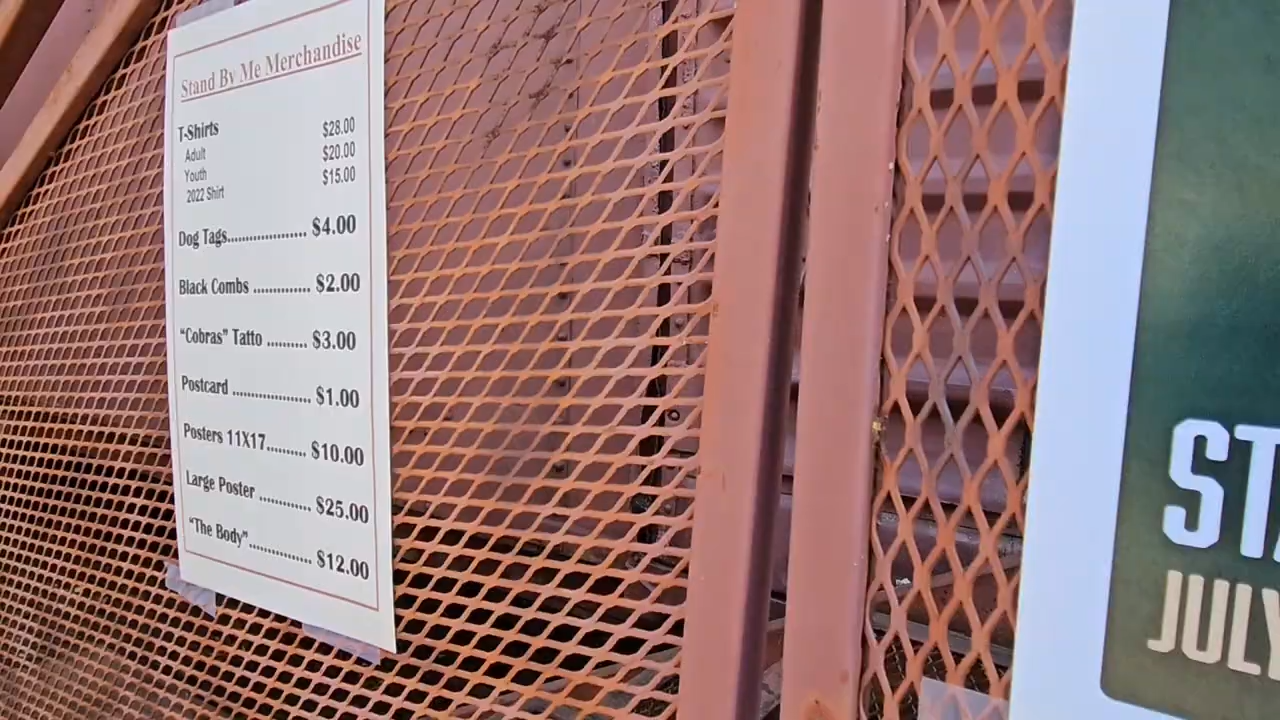 Stand By Me Merchandise
T-Shirts
Adult $28.00
Youth $20.00
2022 Shirt $15.00
Dog Tags................... $4.00
Black Combs ............. $2.00
"Cobras" Tatto .......... $3.00
Postcard .................... $1.00
Posters 11X17.......... $10.00
Large Poster ............. $25.00
"The Body"................ $12.00
ST
JULY